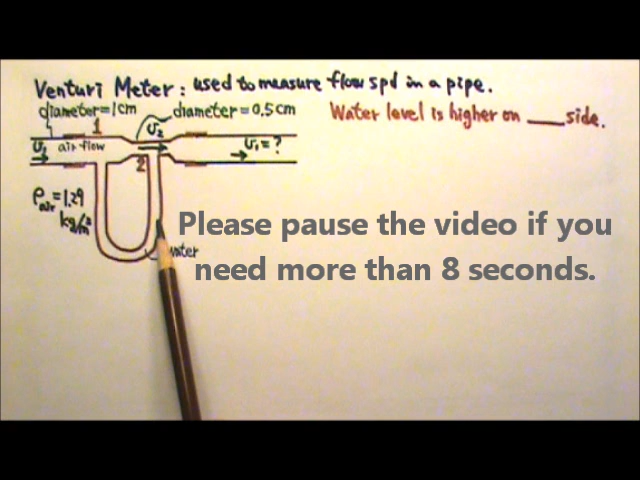 Venturi Meter: used to measure flow spd in a pipe.
diameter=1cm
diameter=0.5cm
Water level is higher on ___ side.
1
v₂
v₁
air flow
v₁=?
2
ρair=1.29
kg/m³
water
Please pause the video if you
need more than 8 seconds.